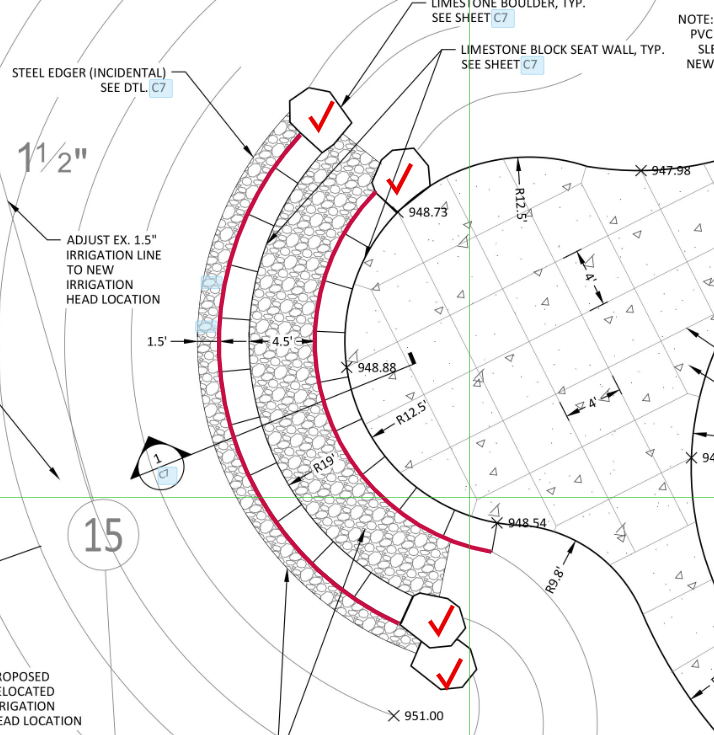 LIMESTONE BOULDER, TYP.
SEE SHEET C7
NOTE:
PVC
SLE
NEW
LIMESTONE BLOCK SEAT WALL, TYP.
SEE SHEET C7
STEEL EDGER (INCIDENTAL)
SEE DTL. C7
1 1/2"
947.98
R12.5'
948.73
ADJUST EX. 1.5"
IRRIGATION LINE
TO NEW
IRRIGATION
HEAD LOCATION
4'
1.5'
4.5'
948.88
4'
R12.5'
1
C7
R19'
94
15
948.54
R9.8'
ROPOSED
ELOCATED
RIGATION
EAD LOCATION
951.00